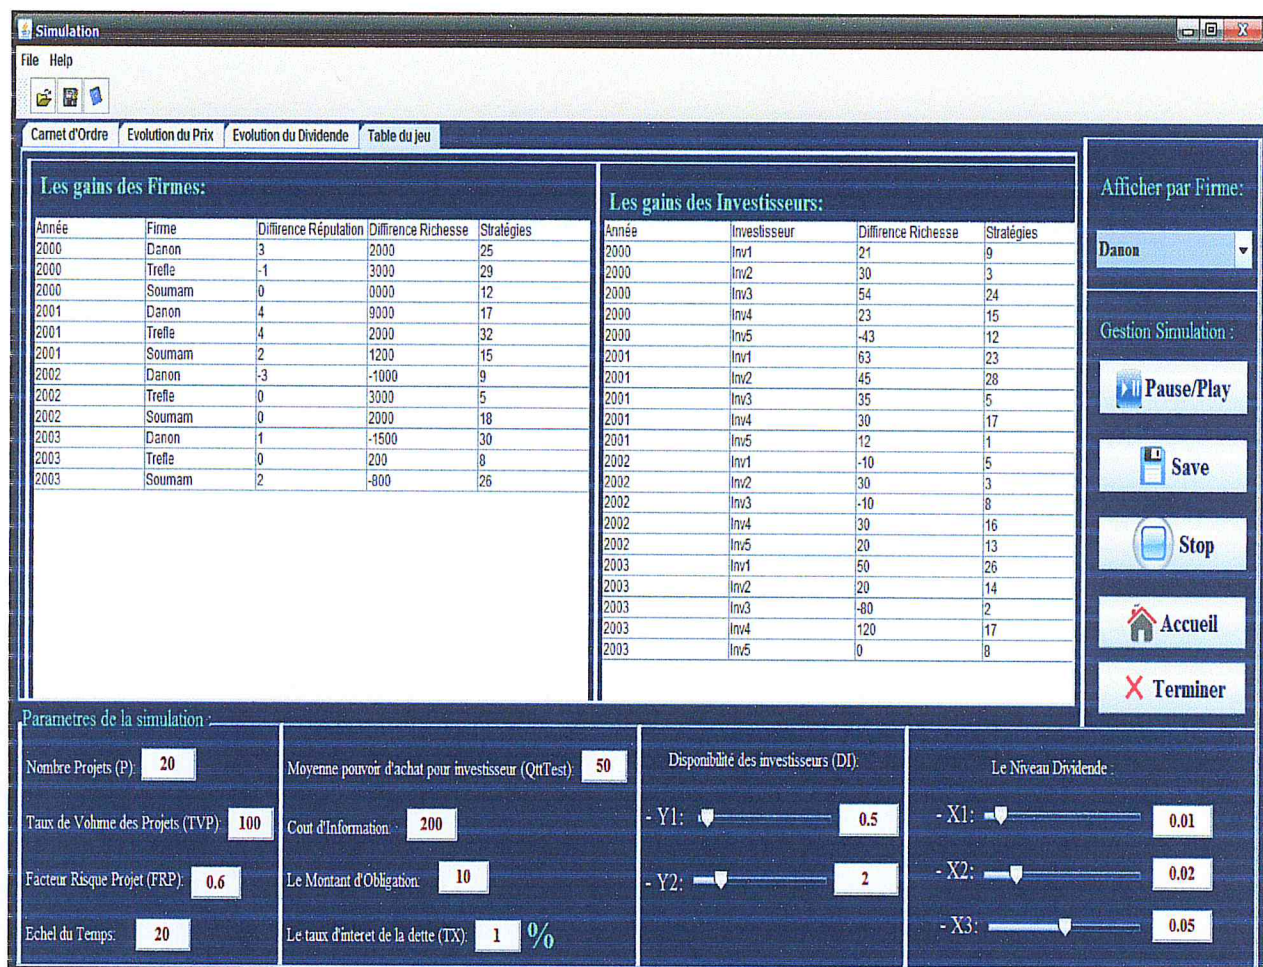 Simulation
File Help
Carnet d'Ordre Evolution du Prix Evolution du Dividende Table du jeu
Les gains des Firmes:
Année Firme Diffirence Réputation Diffirence Richesse Stratégies
2000 Danon 3 2000 25
2000 Trefle -1 3000 29
2000 Soumam 0 0000 12
2001 Danon 4 9000 17
2001 Trefle 4 2000 32
2001 Soumam 2 1200 15
2002 Danon -3 -1000 9
2002 Trefle 0 3000 5
2002 Soumam 0 2000 18
2003 Danon 1 -1500 30
2003 Trefle 0 200 8
2003 Soumam 2 -800 26
Les gains des Investisseurs:
Année Investisseur Diffirence Richesse Stratégies
2000 Inv1 21 9
2000 Inv2 30 3
2000 Inv3 54 24
2000 Inv4 23 15
2000 Inv5 -43 12
2001 Inv1 63 23
2001 Inv2 45 28
2001 Inv3 35 5
2001 Inv4 30 17
2001 Inv5 12 1
2002 Inv1 -10 5
2002 Inv2 30 3
2002 Inv3 -10 8
2002 Inv4 30 16
2002 Inv5 20 13
2003 Inv1 50 26
2003 Inv2 20 14
2003 Inv3 -80 2
2003 Inv4 120 17
2003 Inv5 0 8
Afficher par Firme:
Danon
Gestion Simulation :
Pause/Play
Save
Stop
Accueil
Terminer
Parametres de la simulation :
Nombre Projets (P): 20
Taux de Volume des Projets (TVP): 100
Facteur Risque Projet (FRP): 0.6
Echel du Temps: 20
Moyenne pouvoir d'achat pour investisseur (QttTest): 50
Cout d'Information: 200
Le Montant d'Obligation: 10
Le taux d'interet de la dette (TX): 1 %
Disponibilité des investisseurs (DI):
- Y1: 0.5
- Y2: 2
Le Niveau Dividende :
- X1: 0.01
- X2: 0.02
- X3: 0.05